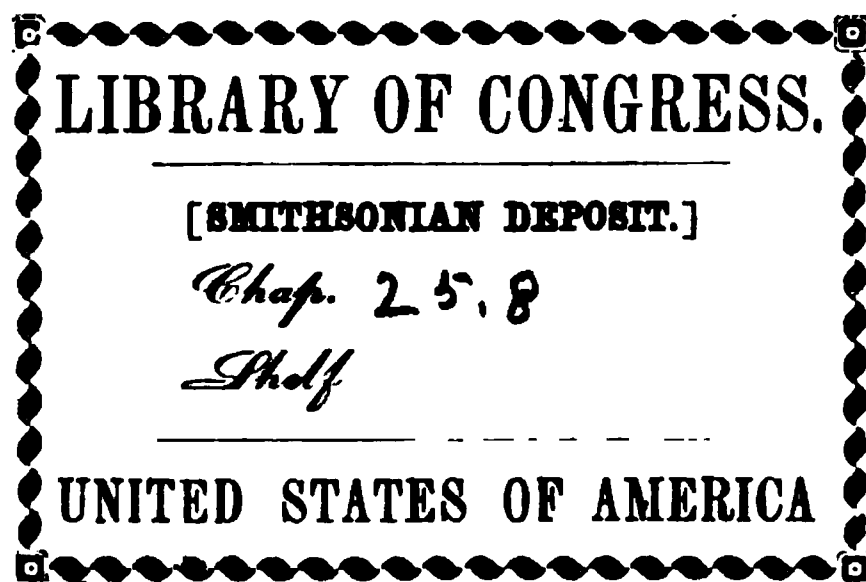 LIBRARY OF CONGRESS.
[SMITHSONIAN DEPOSIT.]
Chap. 25.8
Shelf
UNITED STATES OF AMERICA